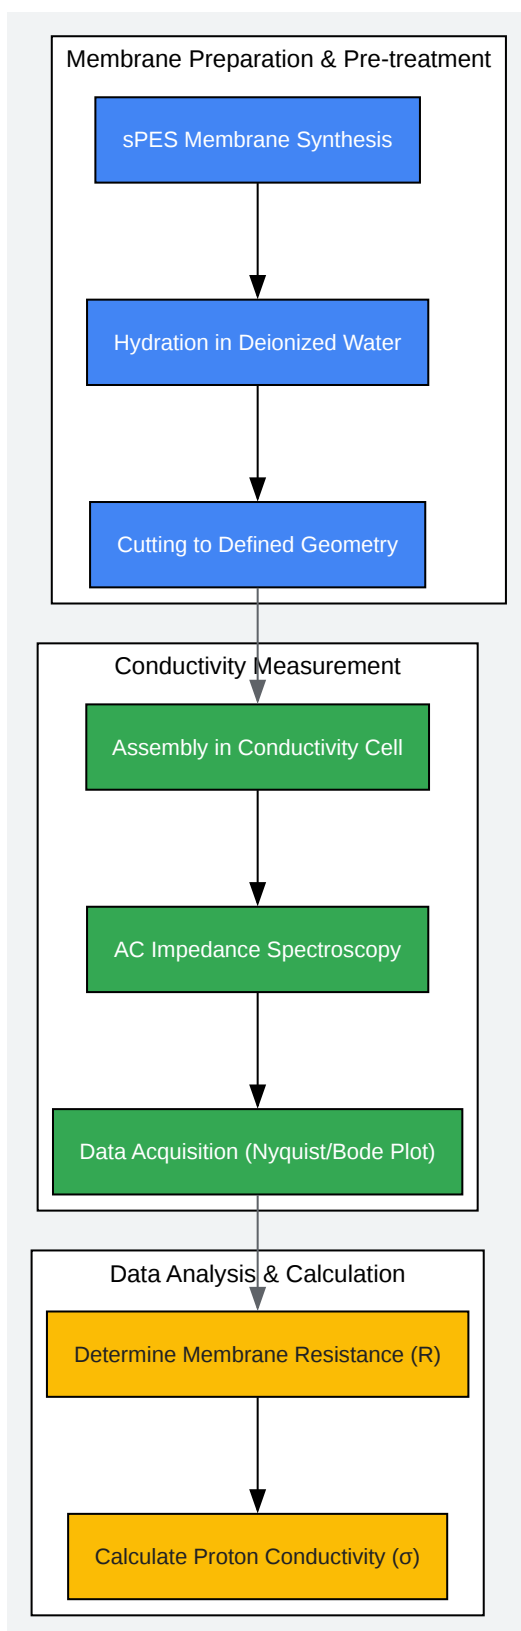 Membrane Preparation & Pre-treatment
sPES Membrane Synthesis
Hydration in Deionized Water
Cutting to Defined Geometry
Conductivity Measurement
Assembly in Conductivity Cell
AC Impedance Spectroscopy
Data Acquisition (Nyquist/Bode Plot)
Data Analysis & Calculation
Determine Membrane Resistance (R)
Calculate Proton Conductivity (σ)